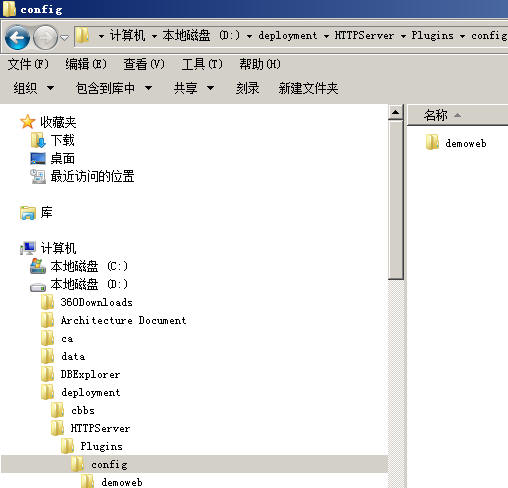 config
计算机 本地磁盘 (D:) deployment HTTPServer Plugins config
文件(F) 编辑(E) 查看(V) 工具(T) 帮助(H)
组织 包含到库中 共享 刻录 新建文件夹
收藏夹
下载
桌面
最近访问的位置
库
计算机
本地磁盘 (C:)
本地磁盘 (D:)
360Downloads
Architecture Document
ca
data
DBExplorer
deployment
cbbs
HTTPServer
Plugins
config
demoweb
名称
demoweb